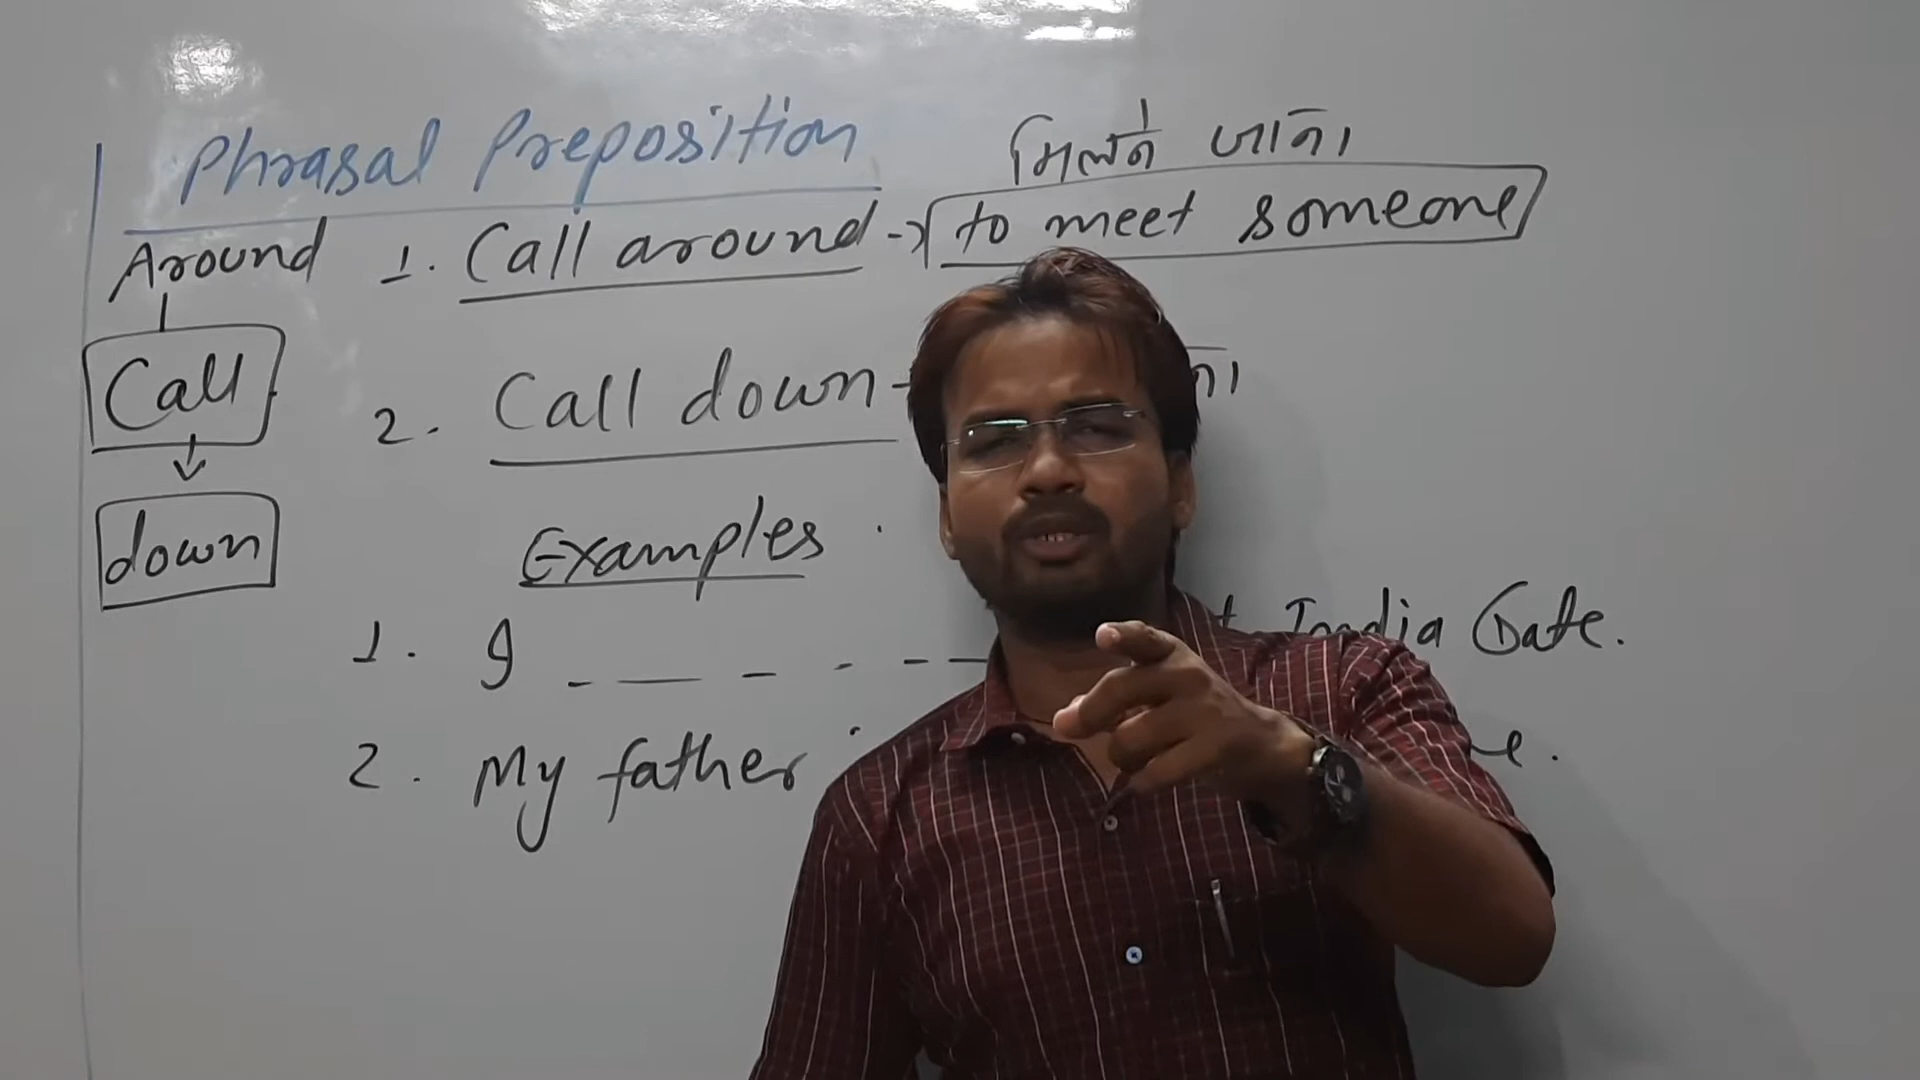 Phrasal Preposition
मिलने जाना
Around 1. Call around → to meet someone
Call
2. Call down -
down
Examples
1. I _ _ _ _ _ _ India Gate.
2. My father